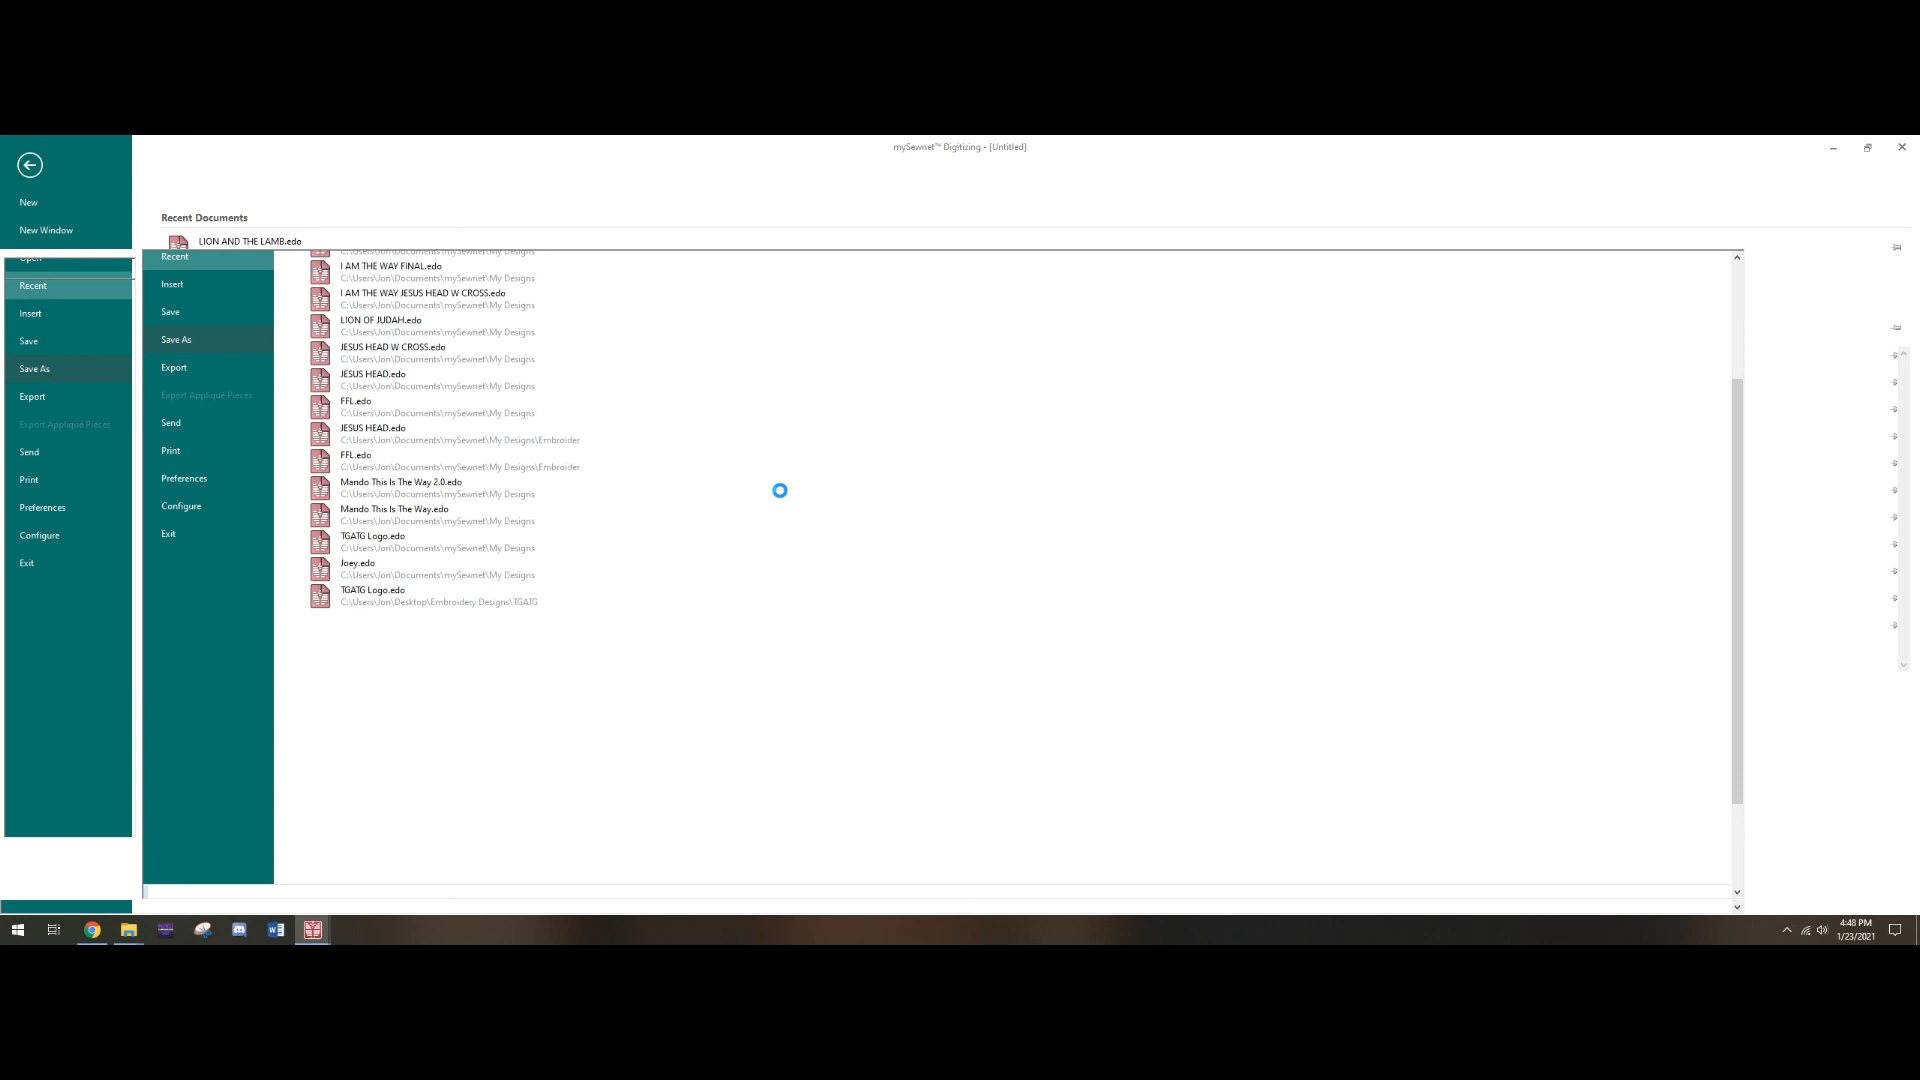 mySewnet™ Digitizing - [Untitled]
New
New Window
Recent Documents
LION AND THE LAMB.edo
Open
Recent
Insert
Save
Save As
Export
Export Appliqué Pieces
Send
Print
Preferences
Configure
Exit
Recent
Insert
Save
Save As
Export
Export Appliqué Pieces
Send
Print
Preferences
Configure
Exit
C:\Users\Jon\Documents\mySewnet\My Designs
I AM THE WAY FINAL.edo
C:\Users\Jon\Documents\mySewnet\My Designs
I AM THE WAY JESUS HEAD W CROSS.edo
C:\Users\Jon\Documents\mySewnet\My Designs
LION OF JUDAH.edo
C:\Users\Jon\Documents\mySewnet\My Designs
JESUS HEAD W CROSS.edo
C:\Users\Jon\Documents\mySewnet\My Designs
JESUS HEAD.edo
C:\Users\Jon\Documents\mySewnet\My Designs
FFL.edo
C:\Users\Jon\Documents\mySewnet\My Designs
JESUS HEAD.edo
C:\Users\Jon\Documents\mySewnet\My Designs\Embroider
FFL.edo
C:\Users\Jon\Documents\mySewnet\My Designs\Embroider
Mando This Is The Way 2.0.edo
C:\Users\Jon\Documents\mySewnet\My Designs
Mando This Is The Way.edo
C:\Users\Jon\Documents\mySewnet\My Designs
TGATG Logo.edo
C:\Users\Jon\Documents\mySewnet\My Designs
Joey.edo
C:\Users\Jon\Documents\mySewnet\My Designs
TGATG Logo.edo
C:\Users\Jon\Desktop\Embroidery Designs\TGATG
4:48 PM
1/23/2021